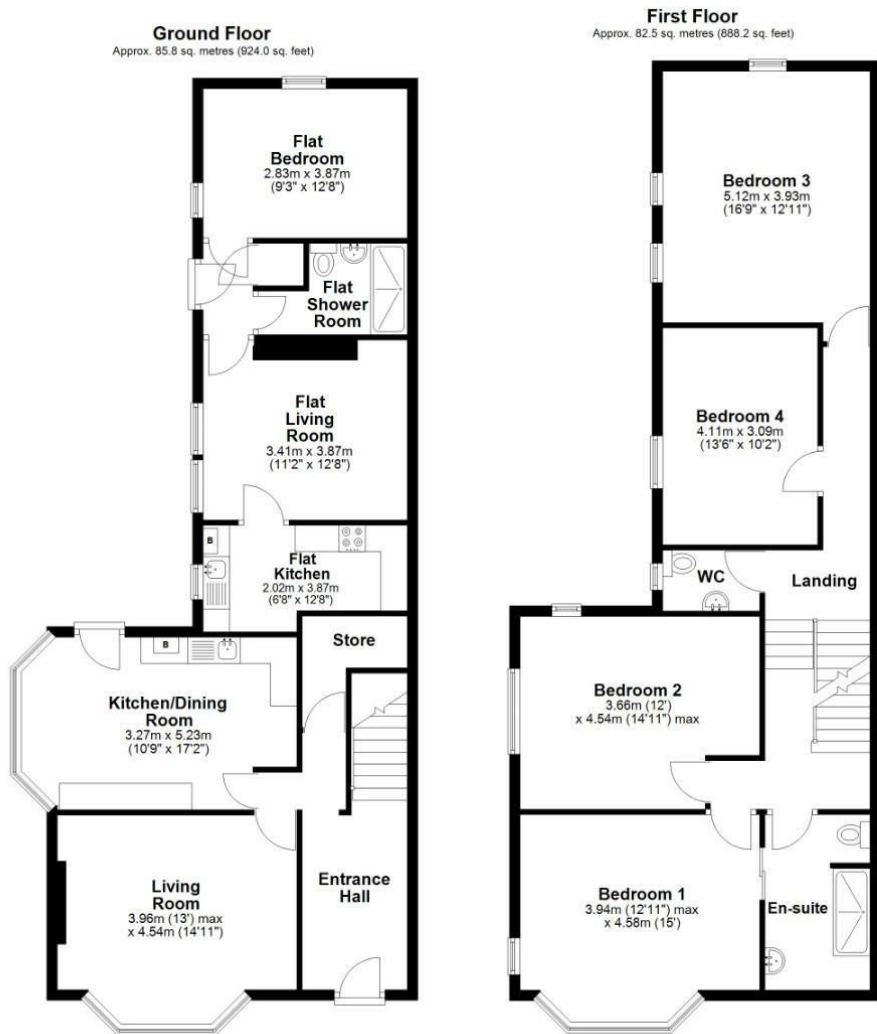 Ground Floor
Approx. 85.8 sq. metres (924.0 sq. feet)
Flat
Bedroom
2.83m x 3.87m
(9'3" x 12'8")
Flat
Shower
Room
Flat
Living
Room
3.41m x 3.87m
(11'2" x 12'8")
B
Flat
Kitchen
2.02m x 3.87m
(6'8" x 12'8")
Store
B
Kitchen/Dining
Room
3.27m x 5.23m
(10'9" x 17'2")
Living
Room
3.96m (13') max
x 4.54m (14'11")
Entrance
Hall
First Floor
Approx. 82.5 sq. metres (888.2 sq. feet)
Bedroom 3
5.12m x 3.93m
(16'9" x 12'11")
Bedroom 4
4.11m x 3.09m
(13'6" x 10'2")
WC
Landing
Bedroom 2
3.66m (12')
x 4.54m (14'11") max
Bedroom 1
3.94m (12'11") max
x 4.58m (15')
En-suite